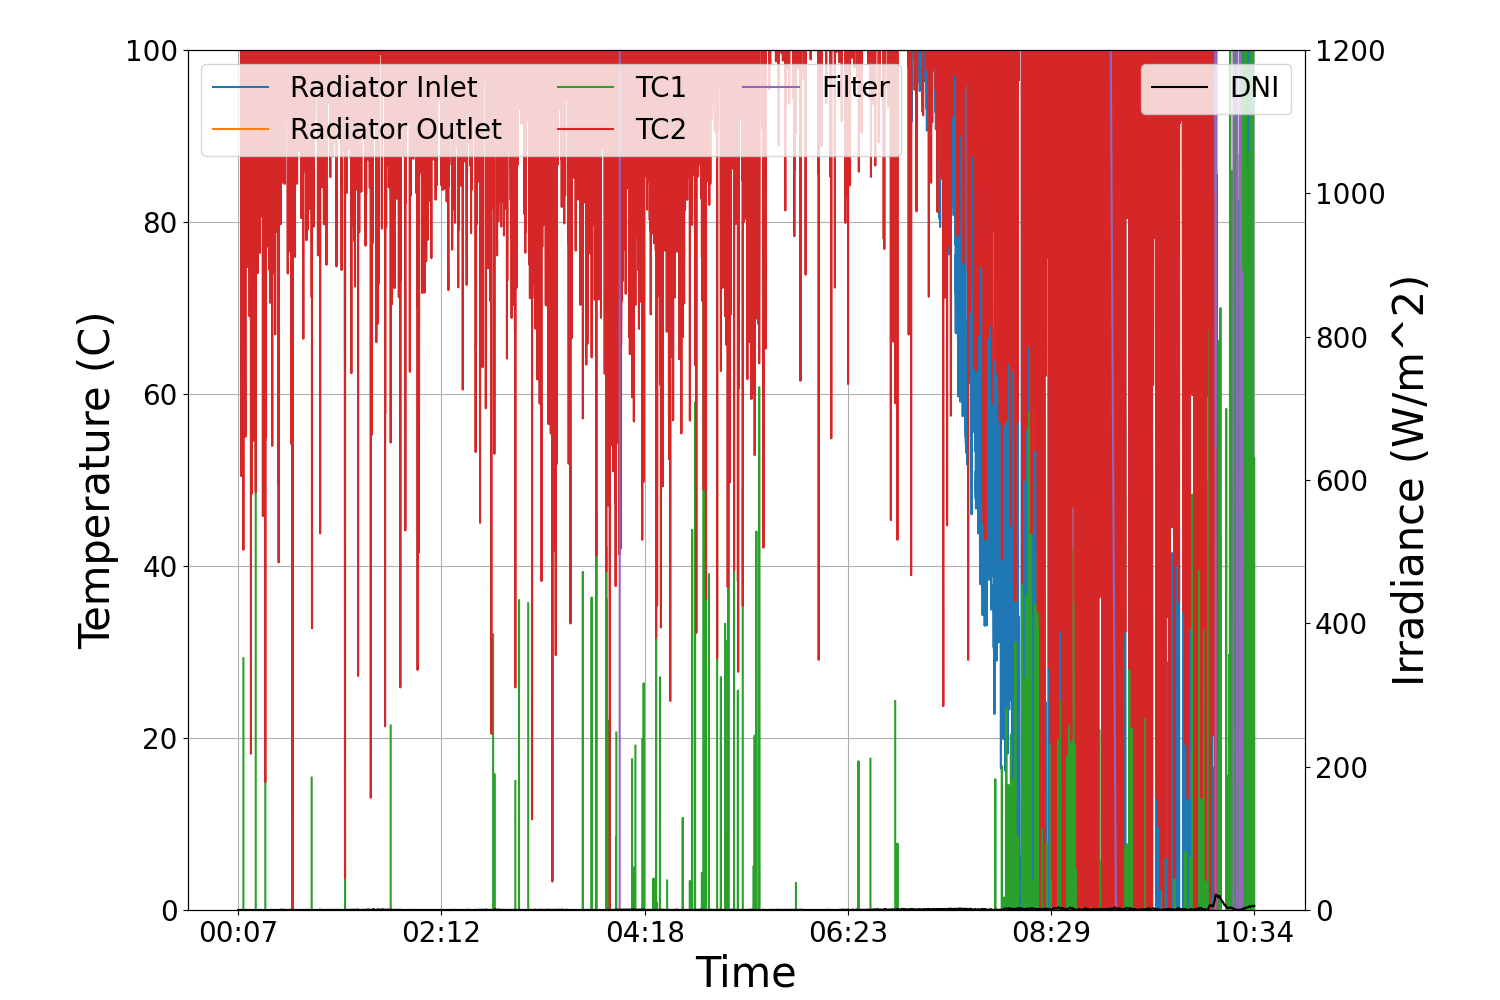 100
80
60
40
20
0
Temperature (C)
Radiator Inlet
Radiator Outlet
TC1
TC2
Filter
DNI
1200
1000
800
600
400
200
0
Irradiance (W/m^2)
00:07
02:12
04:18
06:23
08:29
10:34
Time